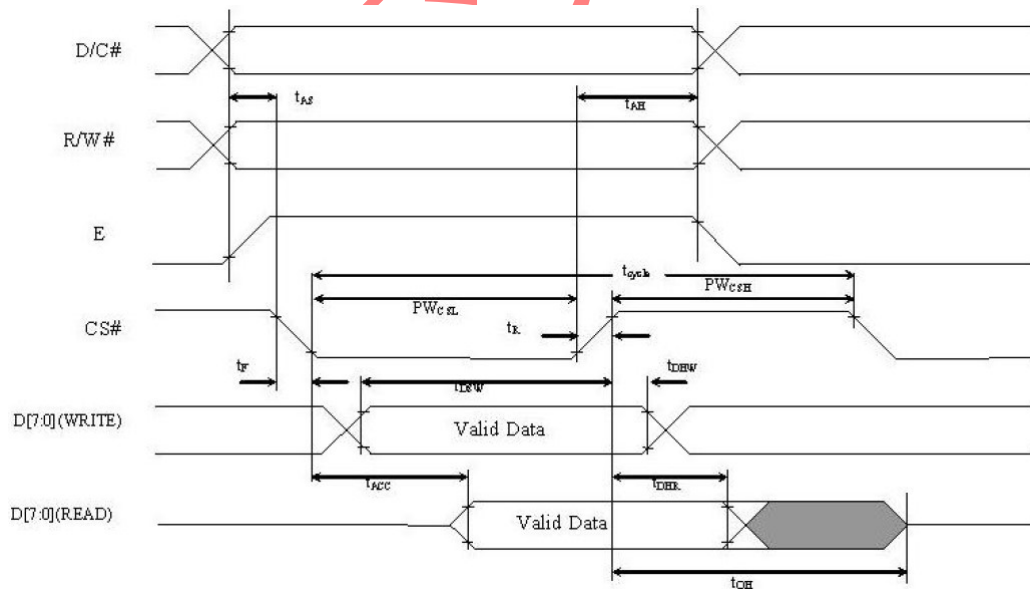 D/C#
tAS
tAH
R/W#
E
tcycle
PWCSL
PWCSH
CS#
tR
tF
tDSW
tDHW
D[7:0](WRITE)
Valid Data
tACC
tDHR
D[7:0](READ)
Valid Data
tOH